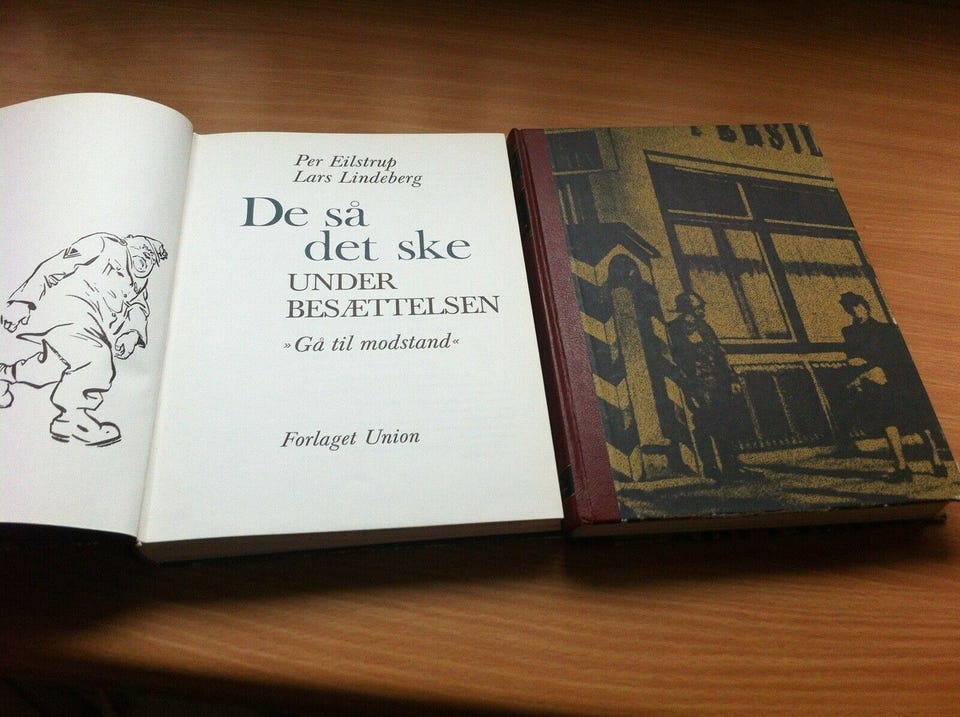 Per Eilstrup
Lars Lindeberg
De så
det ske
UNDER
BESÆTTELSEN
»Gå til modstand«
Forlaget Union